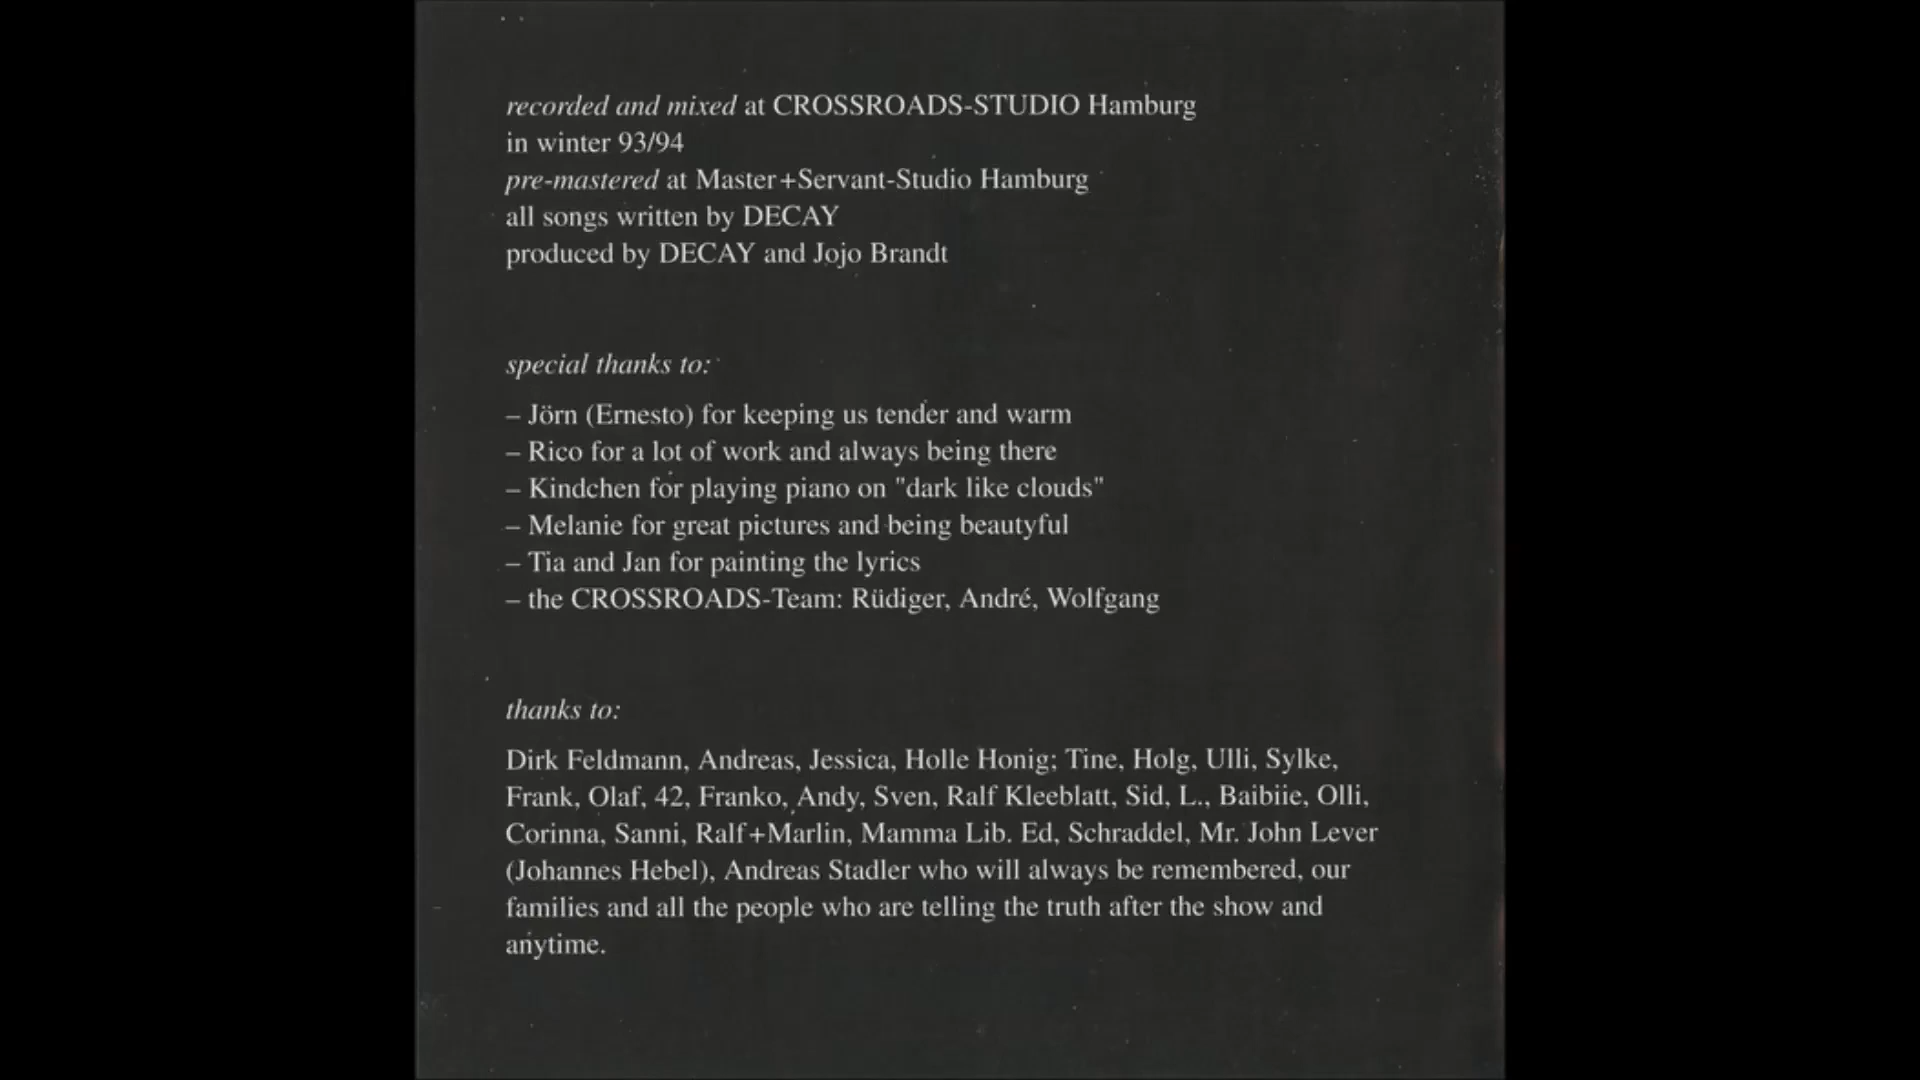 recorded and mixed at CROSSROADS-STUDIO Hamburg
in winter 93/94
pre-mastered at Master+Servant-Studio Hamburg
all songs written by DECAY
produced by DECAY and Jojo Brandt
special thanks to:
– Jörn (Ernesto) for keeping us tender and warm
– Rico for a lot of work and always being there
– Kindchen for playing piano on "dark like clouds"
– Melanie for great pictures and being beautyful
– Tia and Jan for painting the lyrics
– the CROSSROADS-Team: Rüdiger, André, Wolfgang
thanks to:
Dirk Feldmann, Andreas, Jessica, Holle Honig; Tine, Holg, Ulli, Sylke,
Frank, Olaf, 42, Franko, Andy, Sven, Ralf Kleeblatt, Sid, L., Baibiie, Olli,
Corinna, Sanni, Ralf+Marlin, Mamma Lib. Ed, Schraddel, Mr. John Lever
(Johannes Hebel), Andreas Stadler who will always be remembered, our
families and all the people who are telling the truth after the show and
anytime.